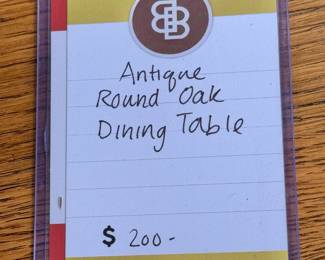 Antique
Round Oak
Dining Table
$ 200-